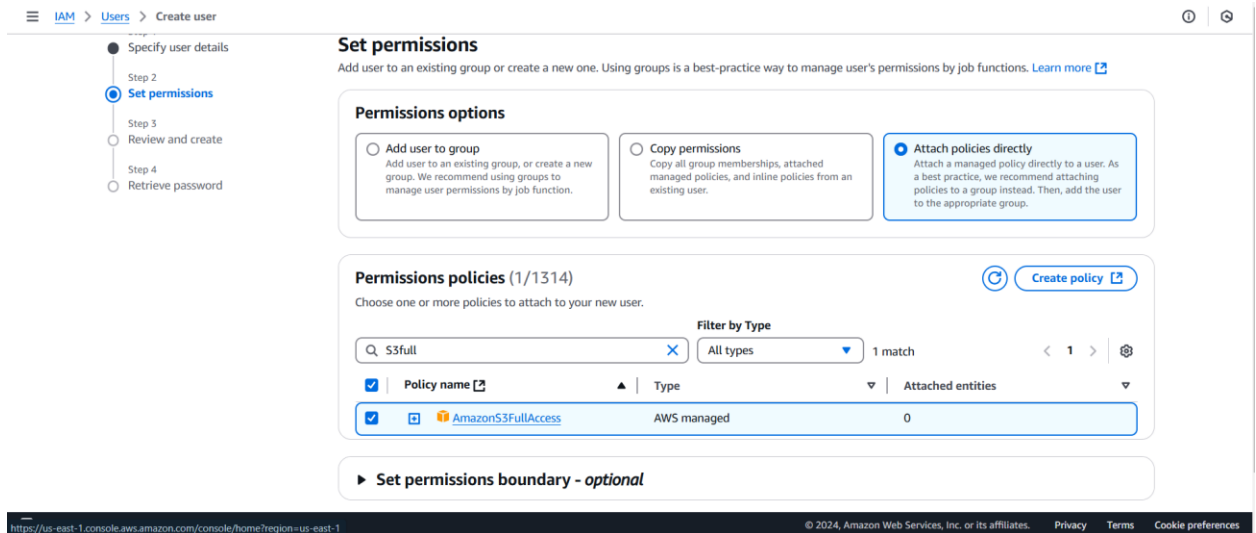 IAM > Users > Create user
Specify user details
Step 2
Set permissions
Step 3
Review and create
Step 4
Retrieve password
Set permissions
Add user to an existing group or create a new one. Using groups is a best-practice way to manage user's permissions by job functions. Learn more
Permissions options
Add user to group
Add user to an existing group, or create a new
group. We recommend using groups to
manage user permissions by job function.
Copy permissions
Copy all group memberships, attached
managed policies, and inline policies from an
existing user.
Attach policies directly
Attach a managed policy directly to a user. As
a best practice, we recommend attaching
policies to a group instead. Then, add the user
to the appropriate group.
Permissions policies (1/1314)
Create policy
Choose one or more policies to attach to your new user.
Filter by Type
S3full
All types
1 match
< 1 >
Policy name
Type
Attached entities
AmazonS3FullAccess
AWS managed
0
Set permissions boundary - optional
https://us-east-1.console.aws.amazon.com/console/home?region=us-east-1
© 2024, Amazon Web Services, Inc. or its affiliates.
Privacy
Terms
Cookie preferences